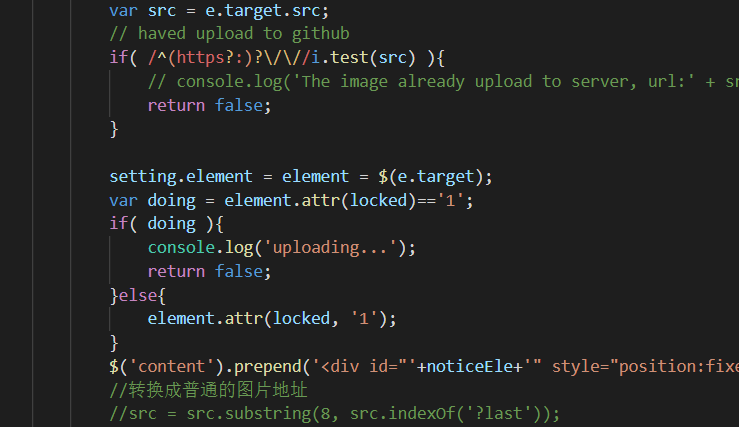 var src = e.target.src;
// haved upload to github
if( /^(https?:)?\/\//i.test(src) ){
// console.log('The image already upload to server, url:' + sr
return false;
}
setting.element = element = $(e.target);
var doing = element.attr(locked)=='1';
if( doing ){
console.log('uploading...');
return false;
}else{
element.attr(locked, '1');
}
$('content').prepend('<div id="'+noticeEle+'" style="position:fixe
//转换成普通的图片地址
//src = src.substring(8, src.indexOf('?last'));